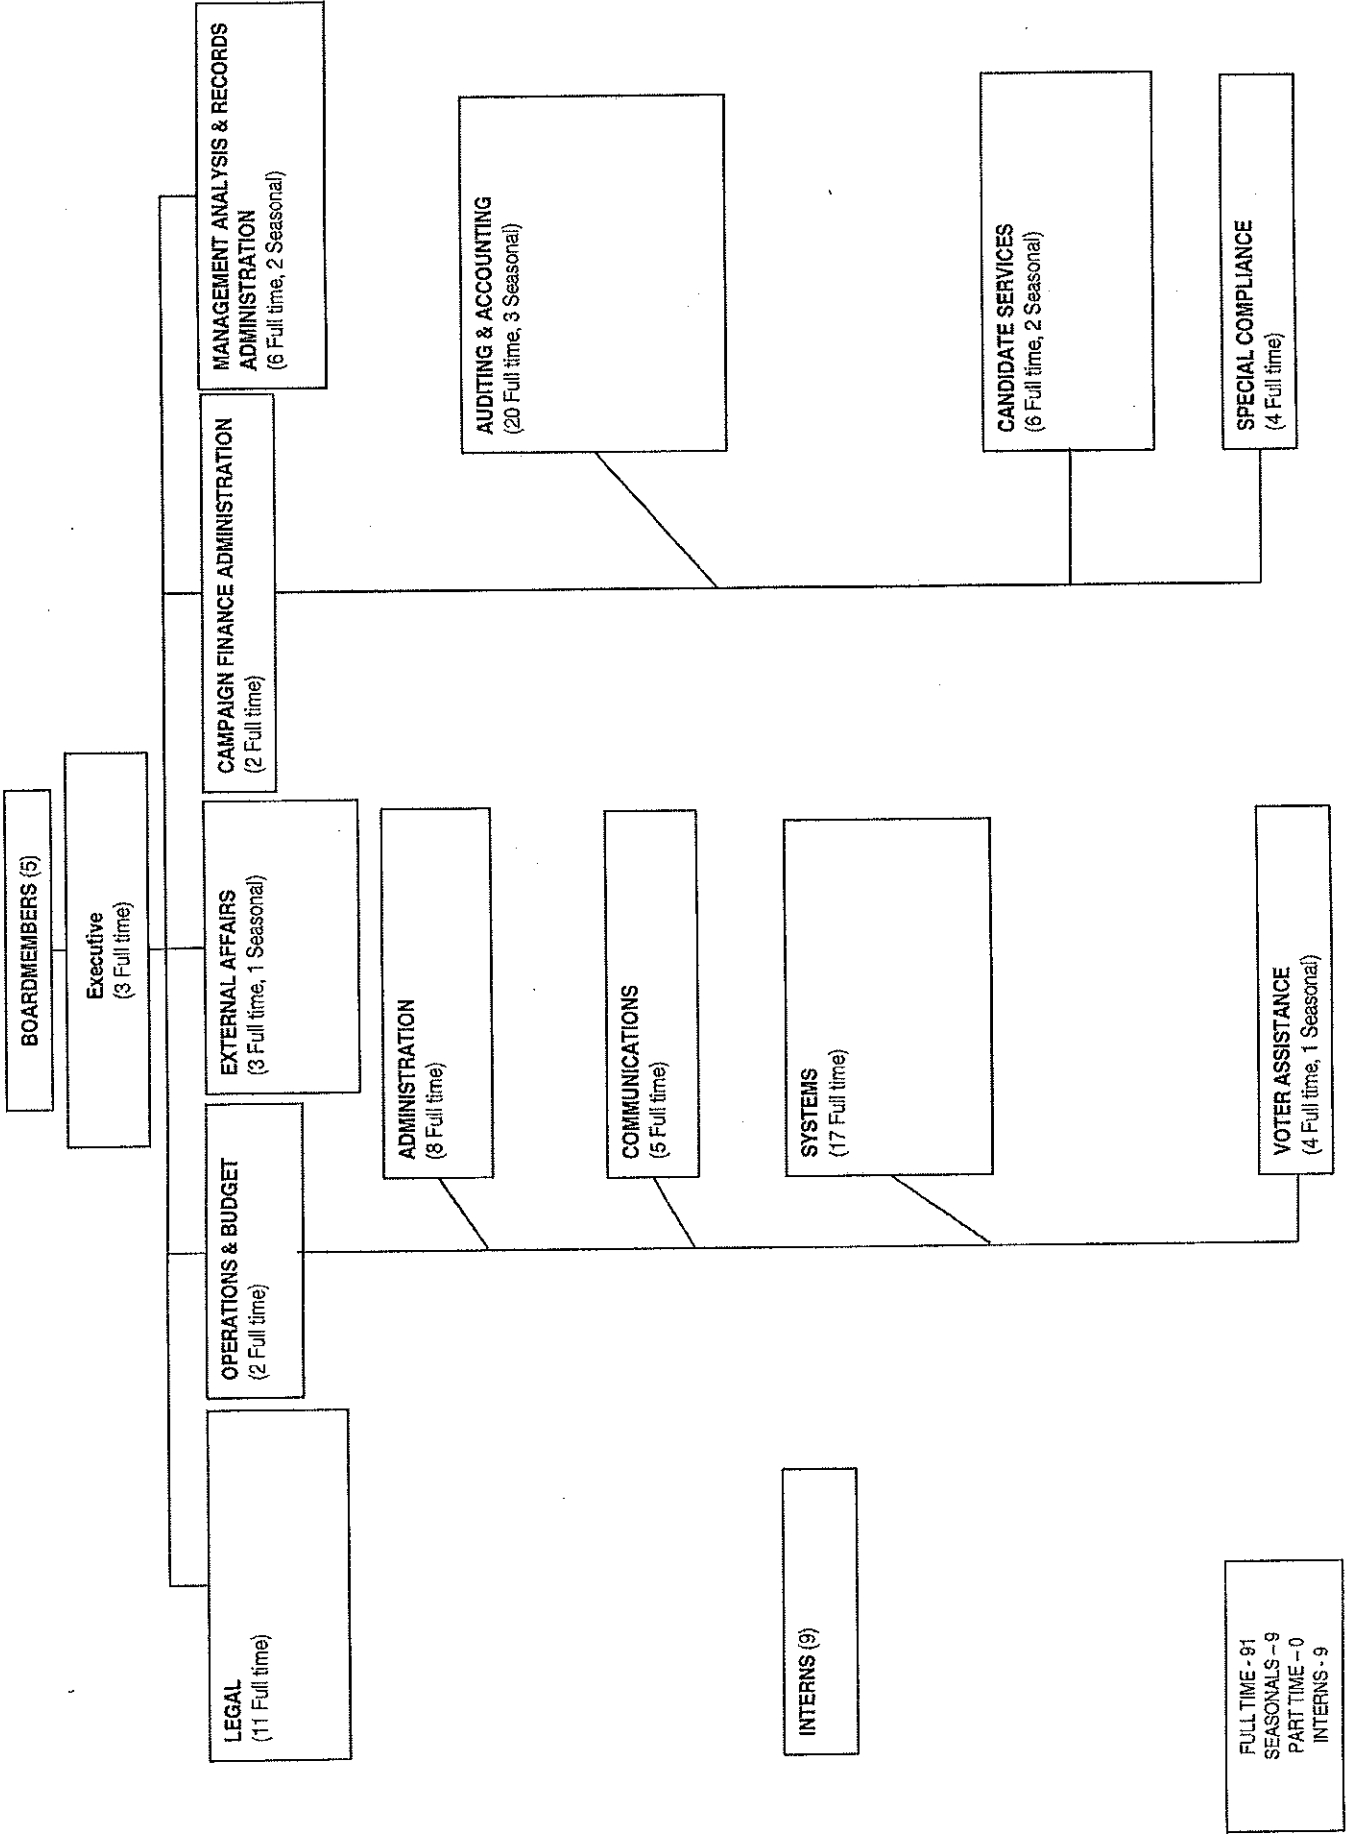 BOARDMEMBERS (5)
Executive
(3 Full time)
LEGAL
(11 Full time)
OPERATIONS & BUDGET
(2 Full time)
EXTERNAL AFFAIRS
(3 Full time, 1 Seasonal)
CAMPAIGN FINANCE ADMINISTRATION
(2 Full time)
MANAGEMENT ANALYSIS & RECORDS
ADMINISTRATION
(6 Full time, 2 Seasonal)
ADMINISTRATION
(8 Full time)
COMMUNICATIONS
(5 Full time)
SYSTEMS
(17 Full time)
VOTER ASSISTANCE
(4 Full time, 1 Seasonal)
AUDITING & ACCOUNTING
(20 Full time, 3 Seasonal)
CANDIDATE SERVICES
(6 Full time, 2 Seasonal)
SPECIAL COMPLIANCE
(4 Full time)
INTERNS (9)
FULL TIME - 91
SEASONALS – 9
PART TIME – 0
INTERNS - 9